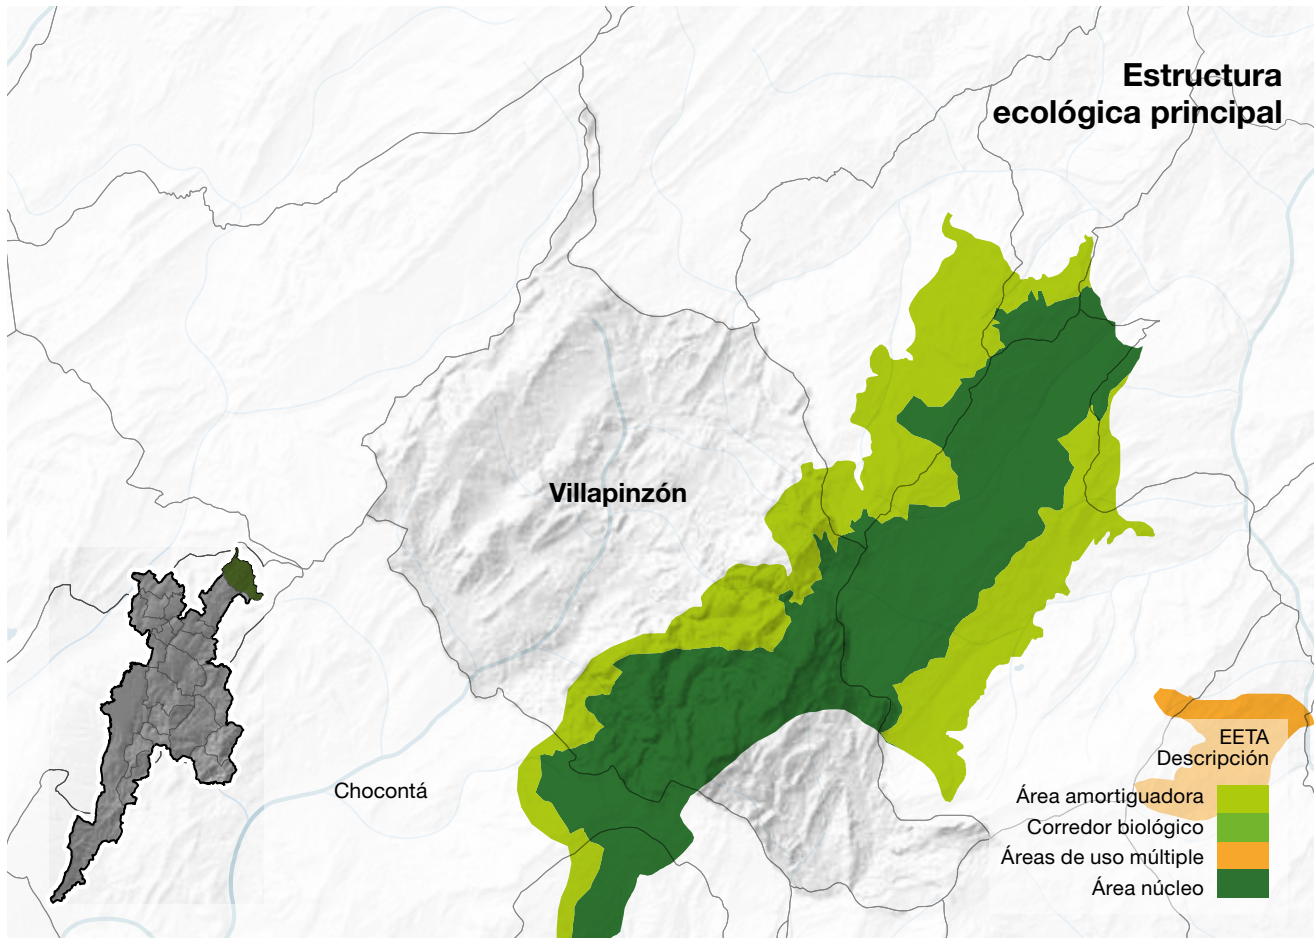 Estructura
ecológica principal
Villapinzón
Chocontá
EETA
Descripción
Área amortiguadora
Corredor biológico
Áreas de uso múltiple
Área núcleo